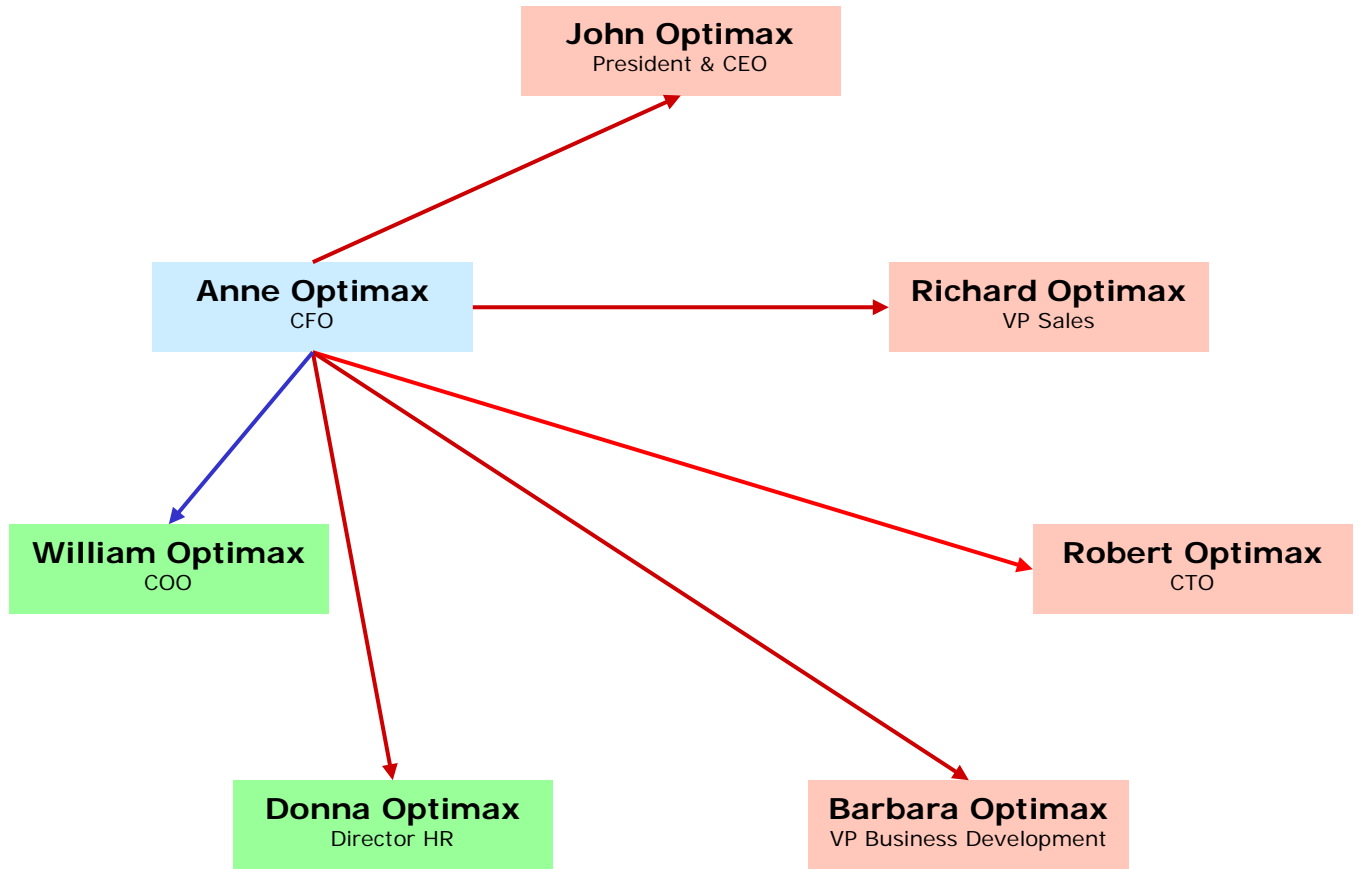 John Optimax
President & CEO
Anne Optimax
CFO
Richard Optimax
VP Sales
William Optimax
COO
Robert Optimax
CTO
Donna Optimax
Director HR
Barbara Optimax
VP Business Development